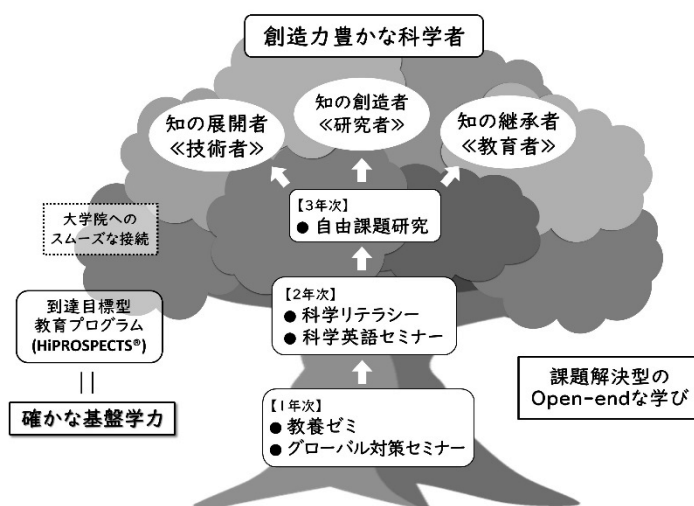 創造力豊かな科学者
知の創造者
≪研究者≫
知の展開者
≪技術者≫
知の継承者
≪教育者≫
【3年次】
● 自由課題研究
大学院への
スムーズな接続
【2年次】
● 科学リテラシー
● 科学英語セミナー
到達目標型
教育プログラム
(HiPROSPECTS®)
||
確かな基盤学力
課題解決型の
Open-endな学び
【1年次】
● 教養ゼミ
● グローバル対策セミナー